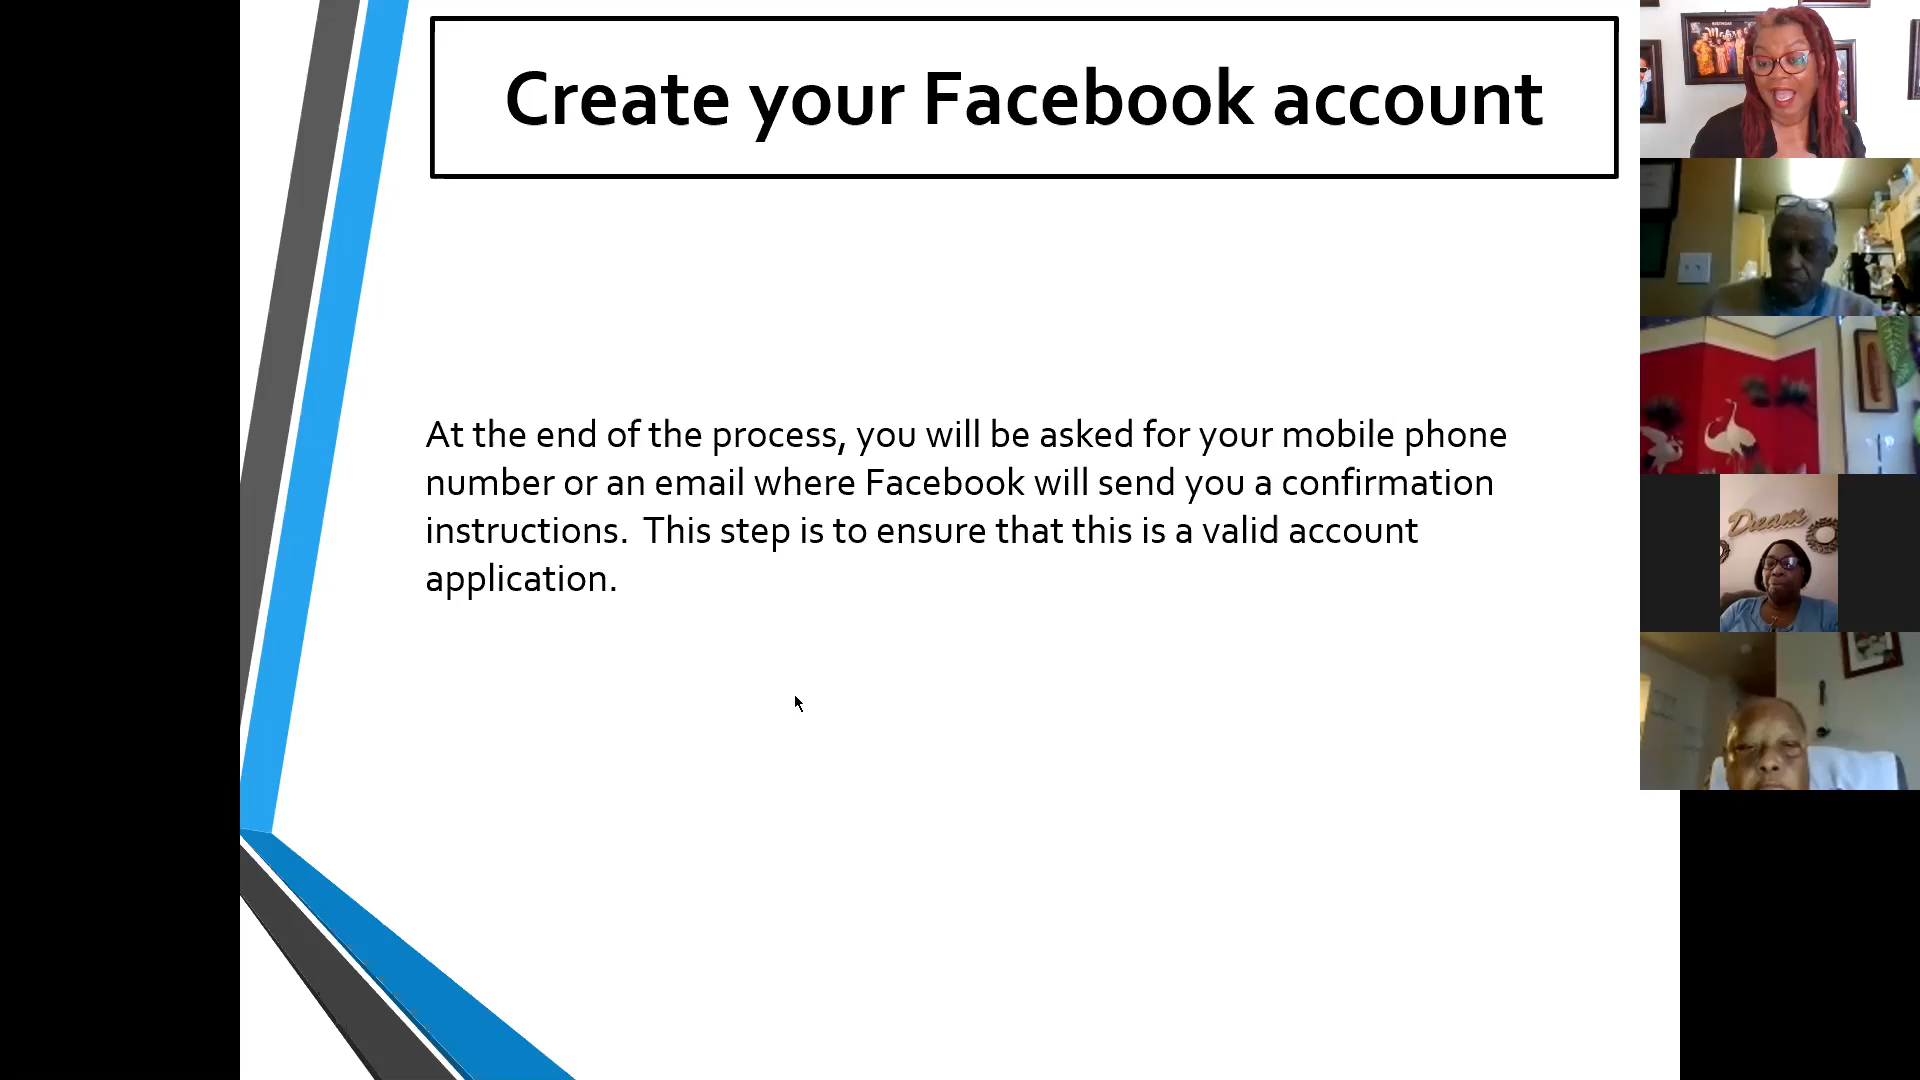 Create your Facebook account
At the end of the process, you will be asked for your mobile phone
number or an email where Facebook will send you a confirmation
instructions.  This step is to ensure that this is a valid account
application.
Dream